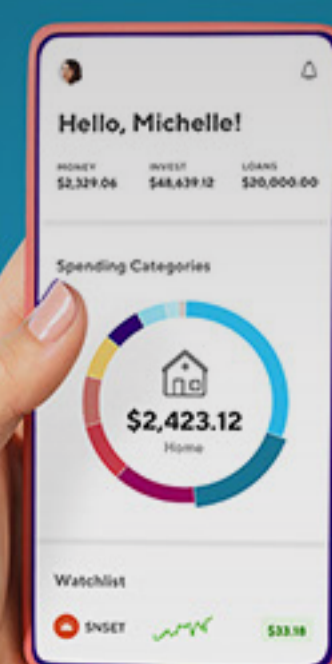 Hello, Michelle!
MONEY INVEST LOANS
$2,329.06 $48,639.12 $20,000.00
Spending Categories
$2,423.12
Home
Watchlist
$NSET $33.18